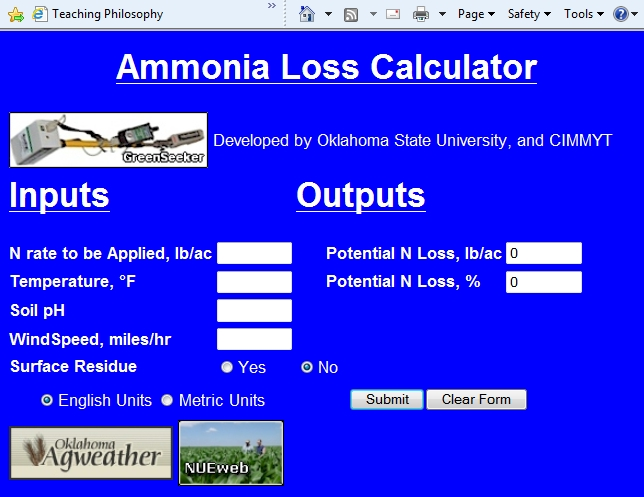 Teaching Philosophy
Page
Safety
Tools
Ammonia Loss Calculator
GreenSeeker
Developed by Oklahoma State University, and CIMMYT
Inputs Outputs
N rate to be Applied, lb/ac Potential N Loss, lb/ac 0
Temperature, °F Potential N Loss, % 0
Soil pH
WindSpeed, miles/hr
Surface Residue Yes No
English Units Metric Units Submit Clear Form
Oklahoma
Agweather
NUEweb